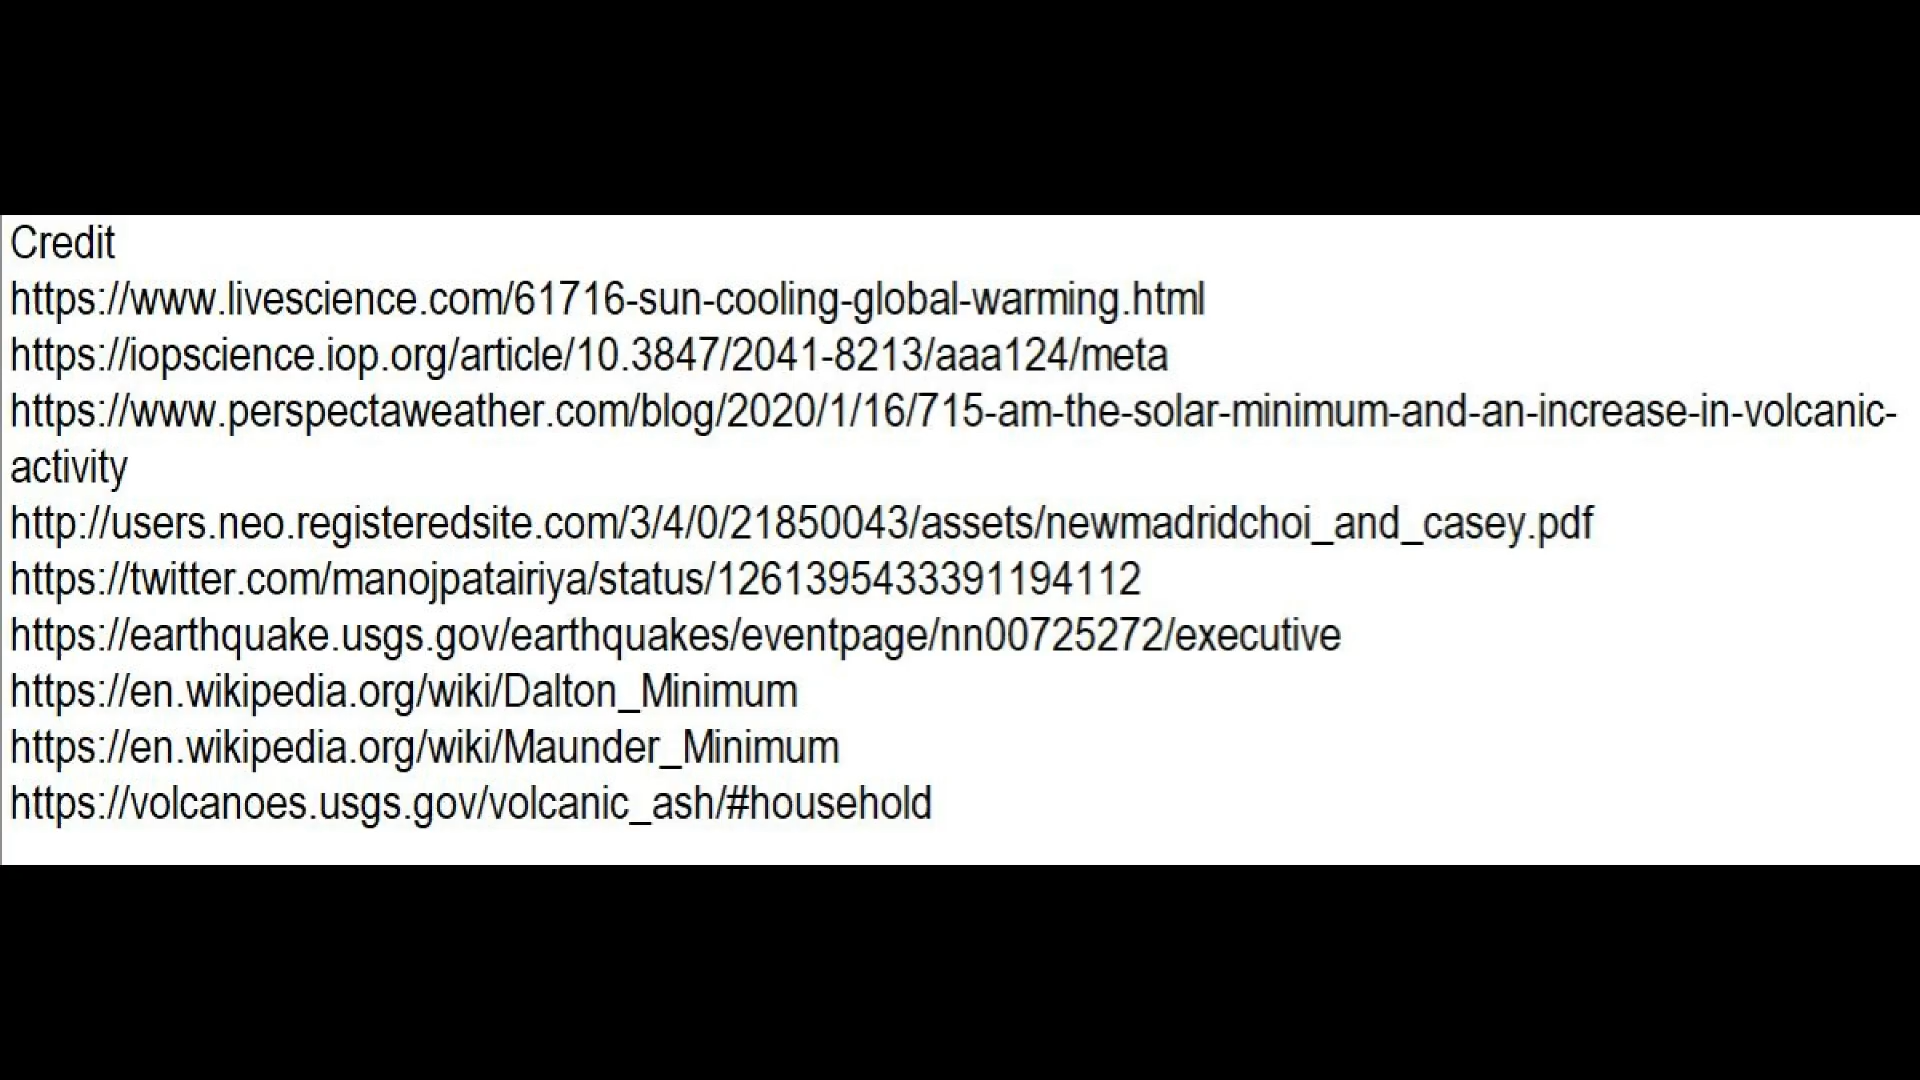 Credit
https://www.livescience.com/61716-sun-cooling-global-warming.html
https://iopscience.iop.org/article/10.3847/2041-8213/aaa124/meta
https://www.perspectaweather.com/blog/2020/1/16/715-am-the-solar-minimum-and-an-increase-in-volcanic-
activity
http://users.neo.registeredsite.com/3/4/0/21850043/assets/newmadridchoi_and_casey.pdf
https://twitter.com/manojpatairiya/status/1261395433391194112
https://earthquake.usgs.gov/earthquakes/eventpage/nn00725272/executive
https://en.wikipedia.org/wiki/Dalton_Minimum
https://en.wikipedia.org/wiki/Maunder_Minimum
https://volcanoes.usgs.gov/volcanic_ash/#household